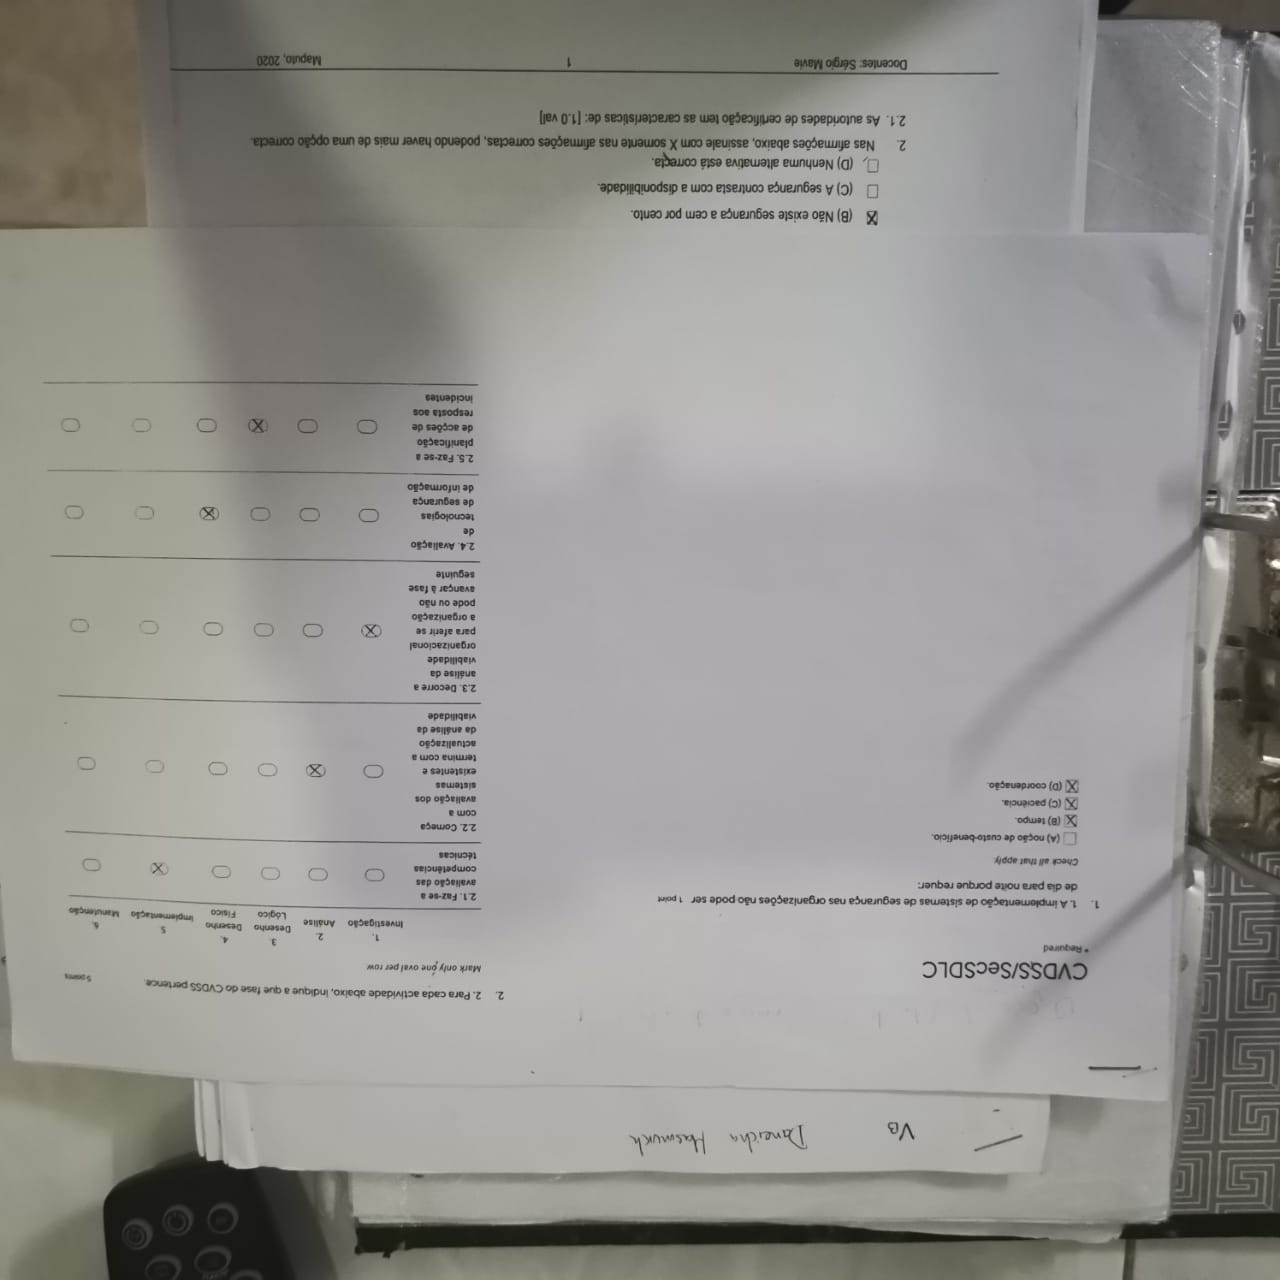 VB Daneicha Hasmukh
CVDSS/SecSDLC
* Required
1. 1. A implementação de sistemas de segurança nas organizações não pode ser 1 point
de dia para noite porque requer:
Check all that apply.
(A) noção de custo-benefício.
(B) tempo.
(C) paciência.
(D) coordenação.
2. 2. Para cada actividade abaixo, indique a que fase do CVDSS pertence. 5 points
Mark only one oval per row
1. Investigação
2. Análise
3. Desenho Lógico
4. Desenho Físico
5 Implementação
6. Manutenção
2.1. Faz-se a
avaliação das
competências
técnicas
2.2. Começa
com a
avaliação dos
sistemas
existentes e
termina com a
actualização
da análise da
viabilidade
2.3. Decorre a
análise da
viabilidade
organizacional
para aferir se
a organização
pode ou não
avançar à fase
seguinte
2.4. Avaliação
de
tecnologias
de segurança
de informação
2.5. Faz-se a
planificação
de acções de
resposta aos
incidentes
(B) Não existe segurança a cem por cento.
(C) A segurança contrasta com a disponibilidade.
(D) Nenhuma alternativa está correcta.
2. Nas afirmações abaixo, assinale com X somente nas afirmações correctas, podendo haver mais de uma opção correcta.
2.1. As autoridades de certificação tem as características de: [1.0 val]
Docentes: Sérgio Mavie 1 Maputo, 2020